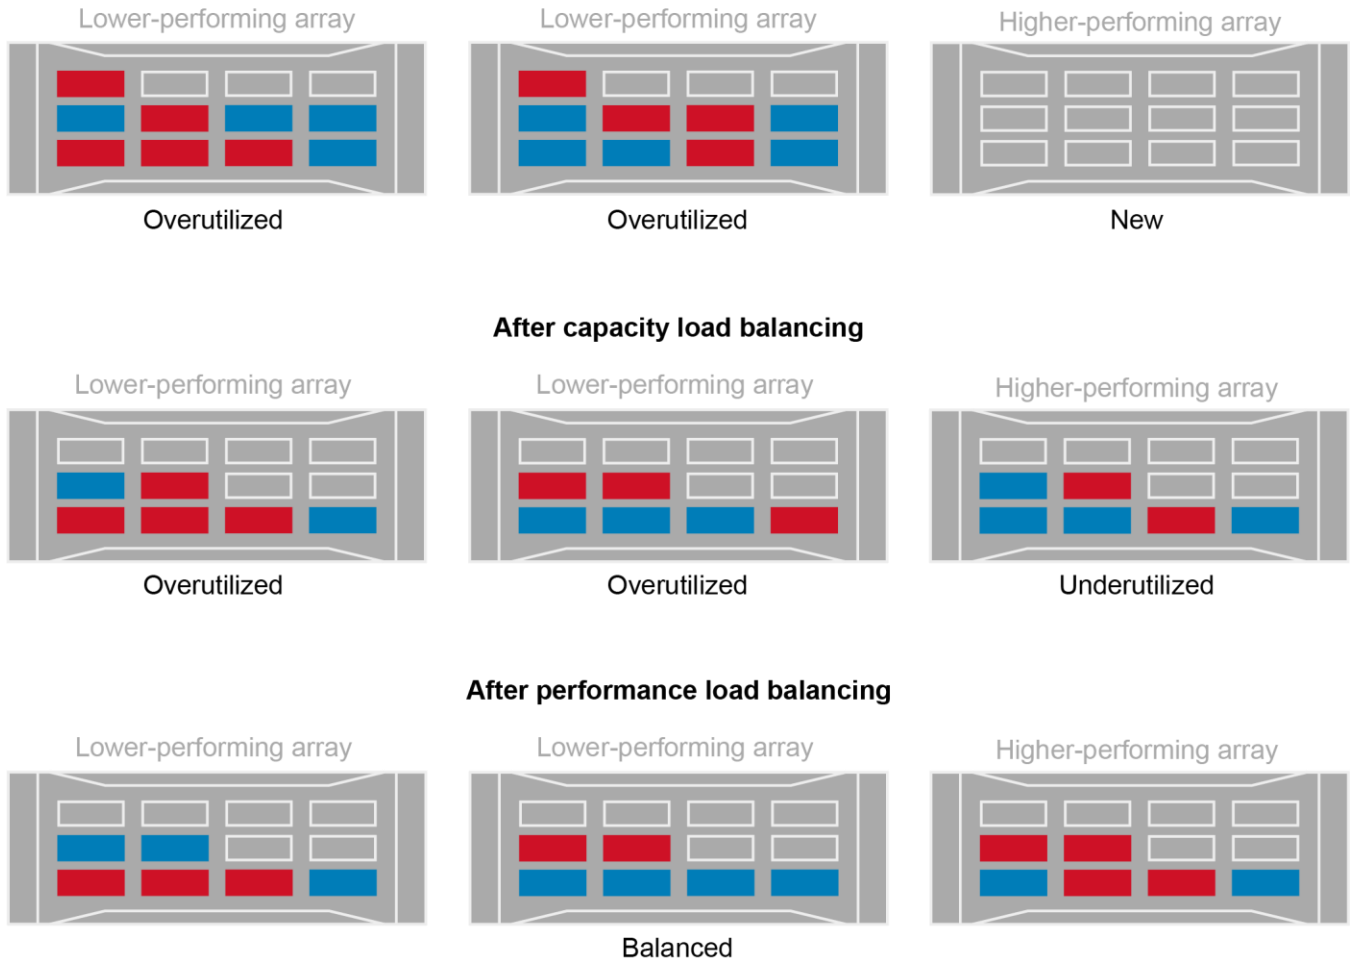 Lower-performing array
Lower-performing array
Higher-performing array
Overutilized
Overutilized
New
After capacity load balancing
Lower-performing array
Lower-performing array
Higher-performing array
Overutilized
Overutilized
Underutilized
After performance load balancing
Lower-performing array
Lower-performing array
Higher-performing array
Balanced